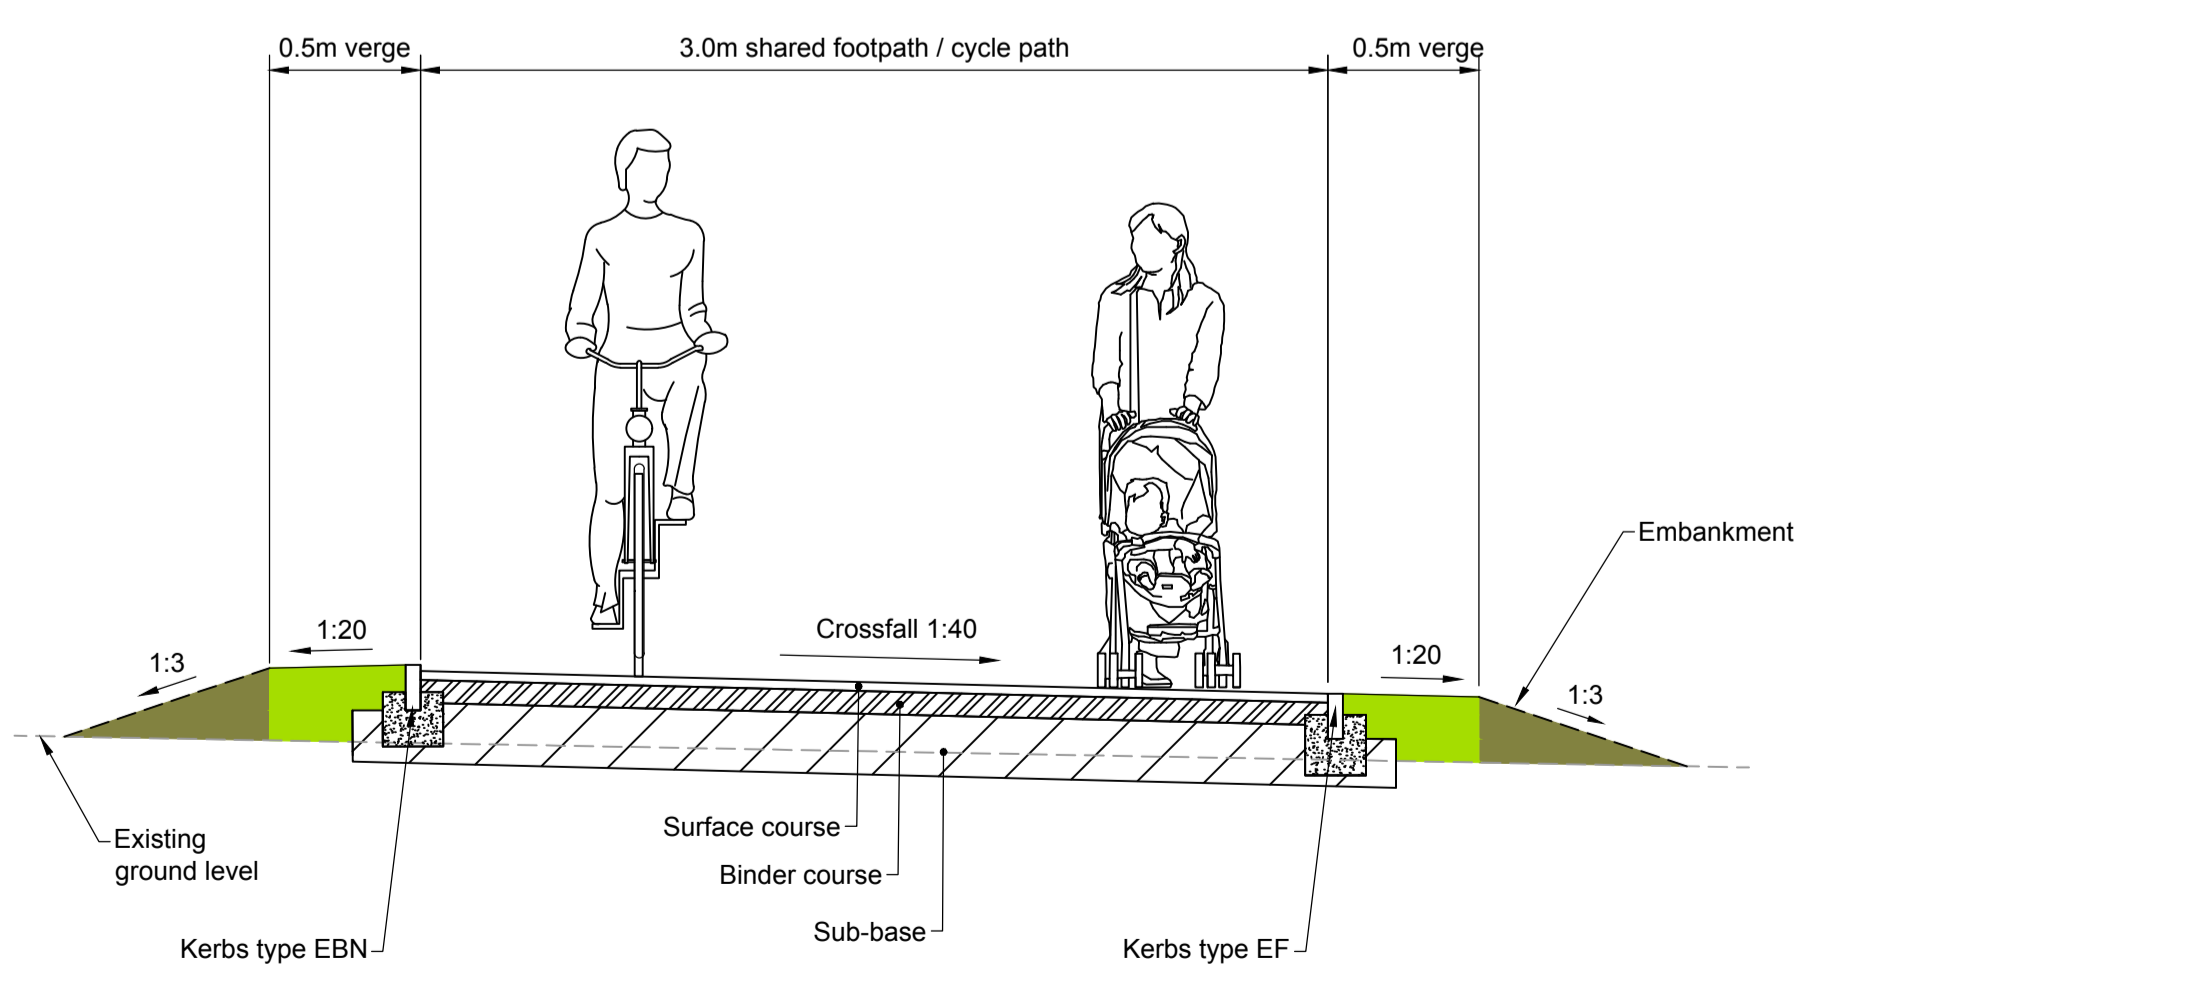 0.5m verge
3.0m shared footpath / cycle path
0.5m verge
Embankment
1:20
Crossfall 1:40
1:3
1:20
1:3
Surface course
Existing
ground level
Binder course
Sub-base
Kerbs type EBN
Kerbs type EF